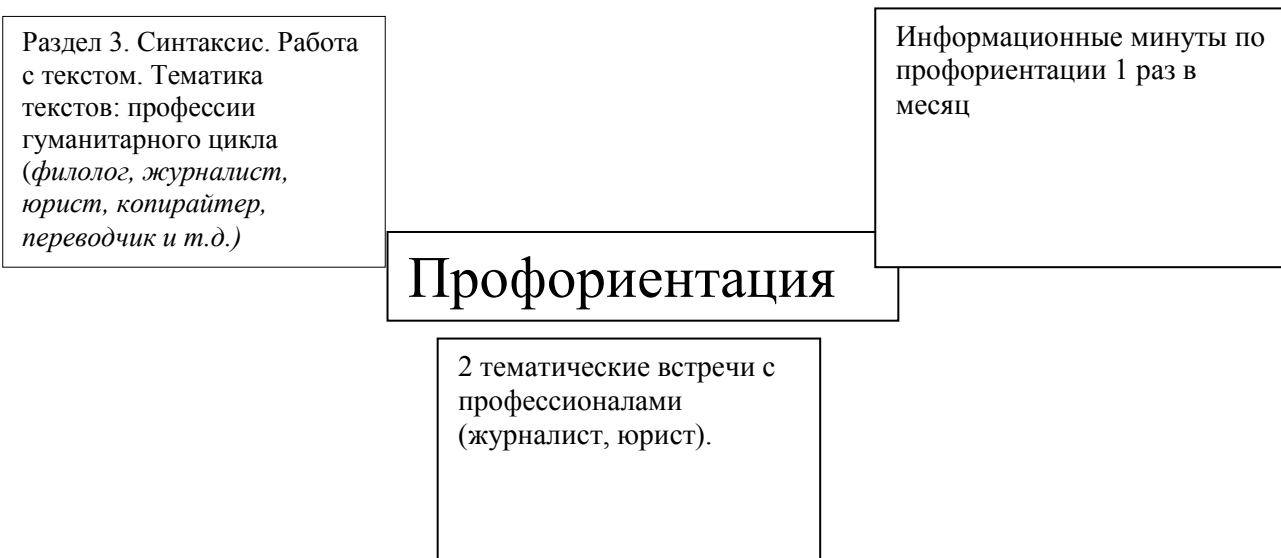 Раздел 3. Синтаксис. Работа
с текстом. Тематика
текстов: профессии
гуманитарного цикла
(филолог, журналист,
юрист, копирайтер,
переводчик и т.д.)
Информационные минуты по
профориентации 1 раз в
месяц
Профориентация
2 тематические встречи с
профессионалами
(журналист, юрист).